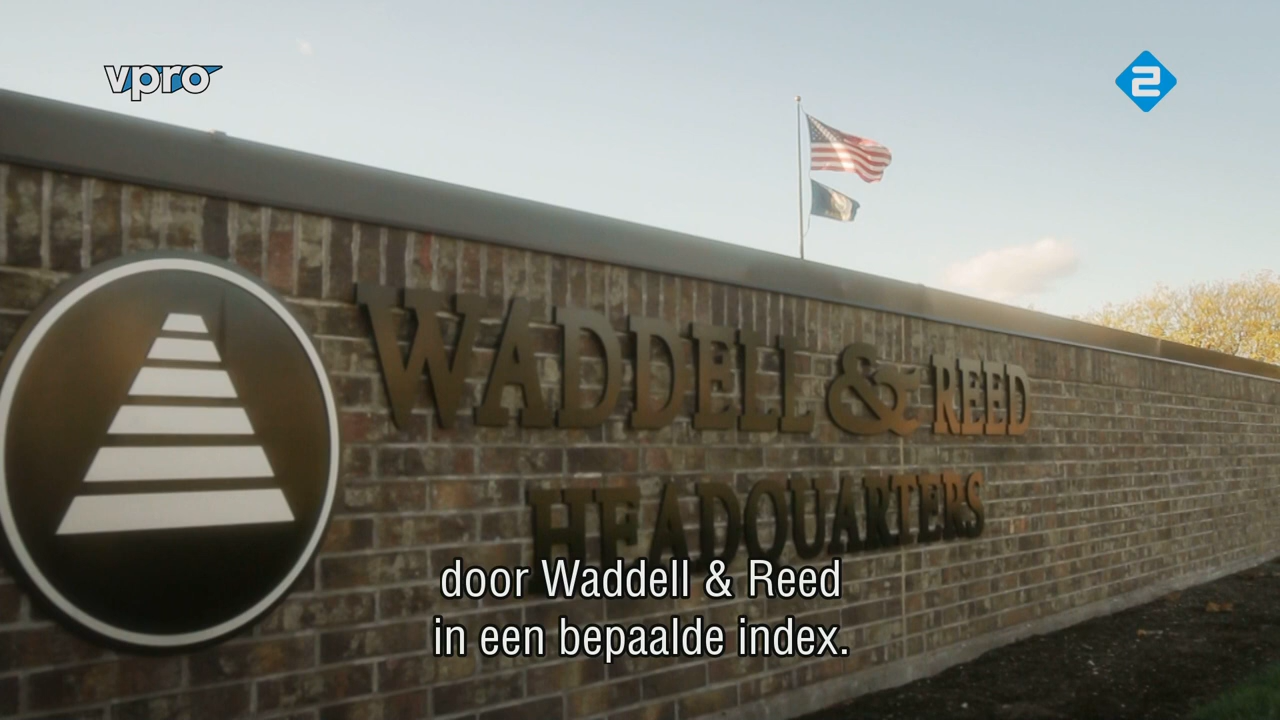 vpro
2
WADDELL & REED
HEADQUARTERS
door Waddell & Reed
in een bepaalde index.